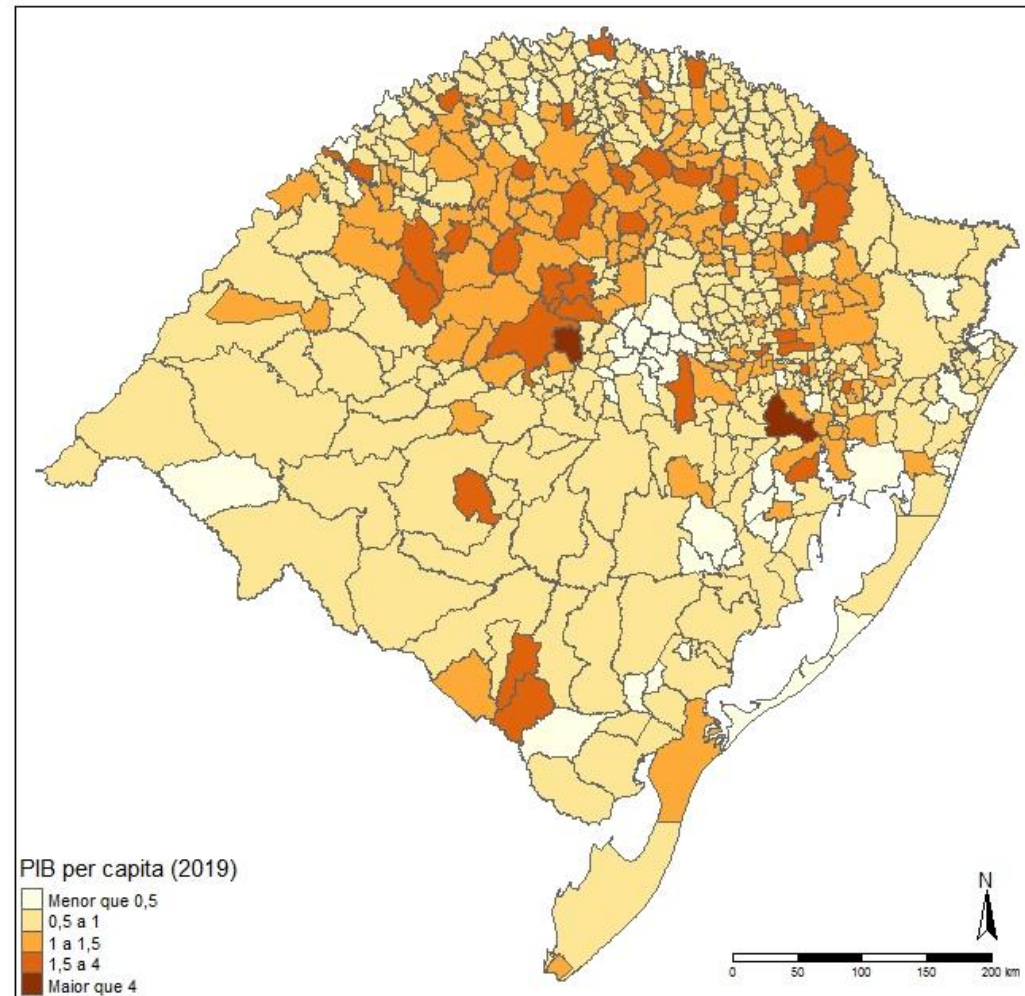 PIB per capita (2019)
Menor que 0,5
0,5 a 1
1 a 1,5
1,5 a 4
Maior que 4
N
0 50 100 150 200 km